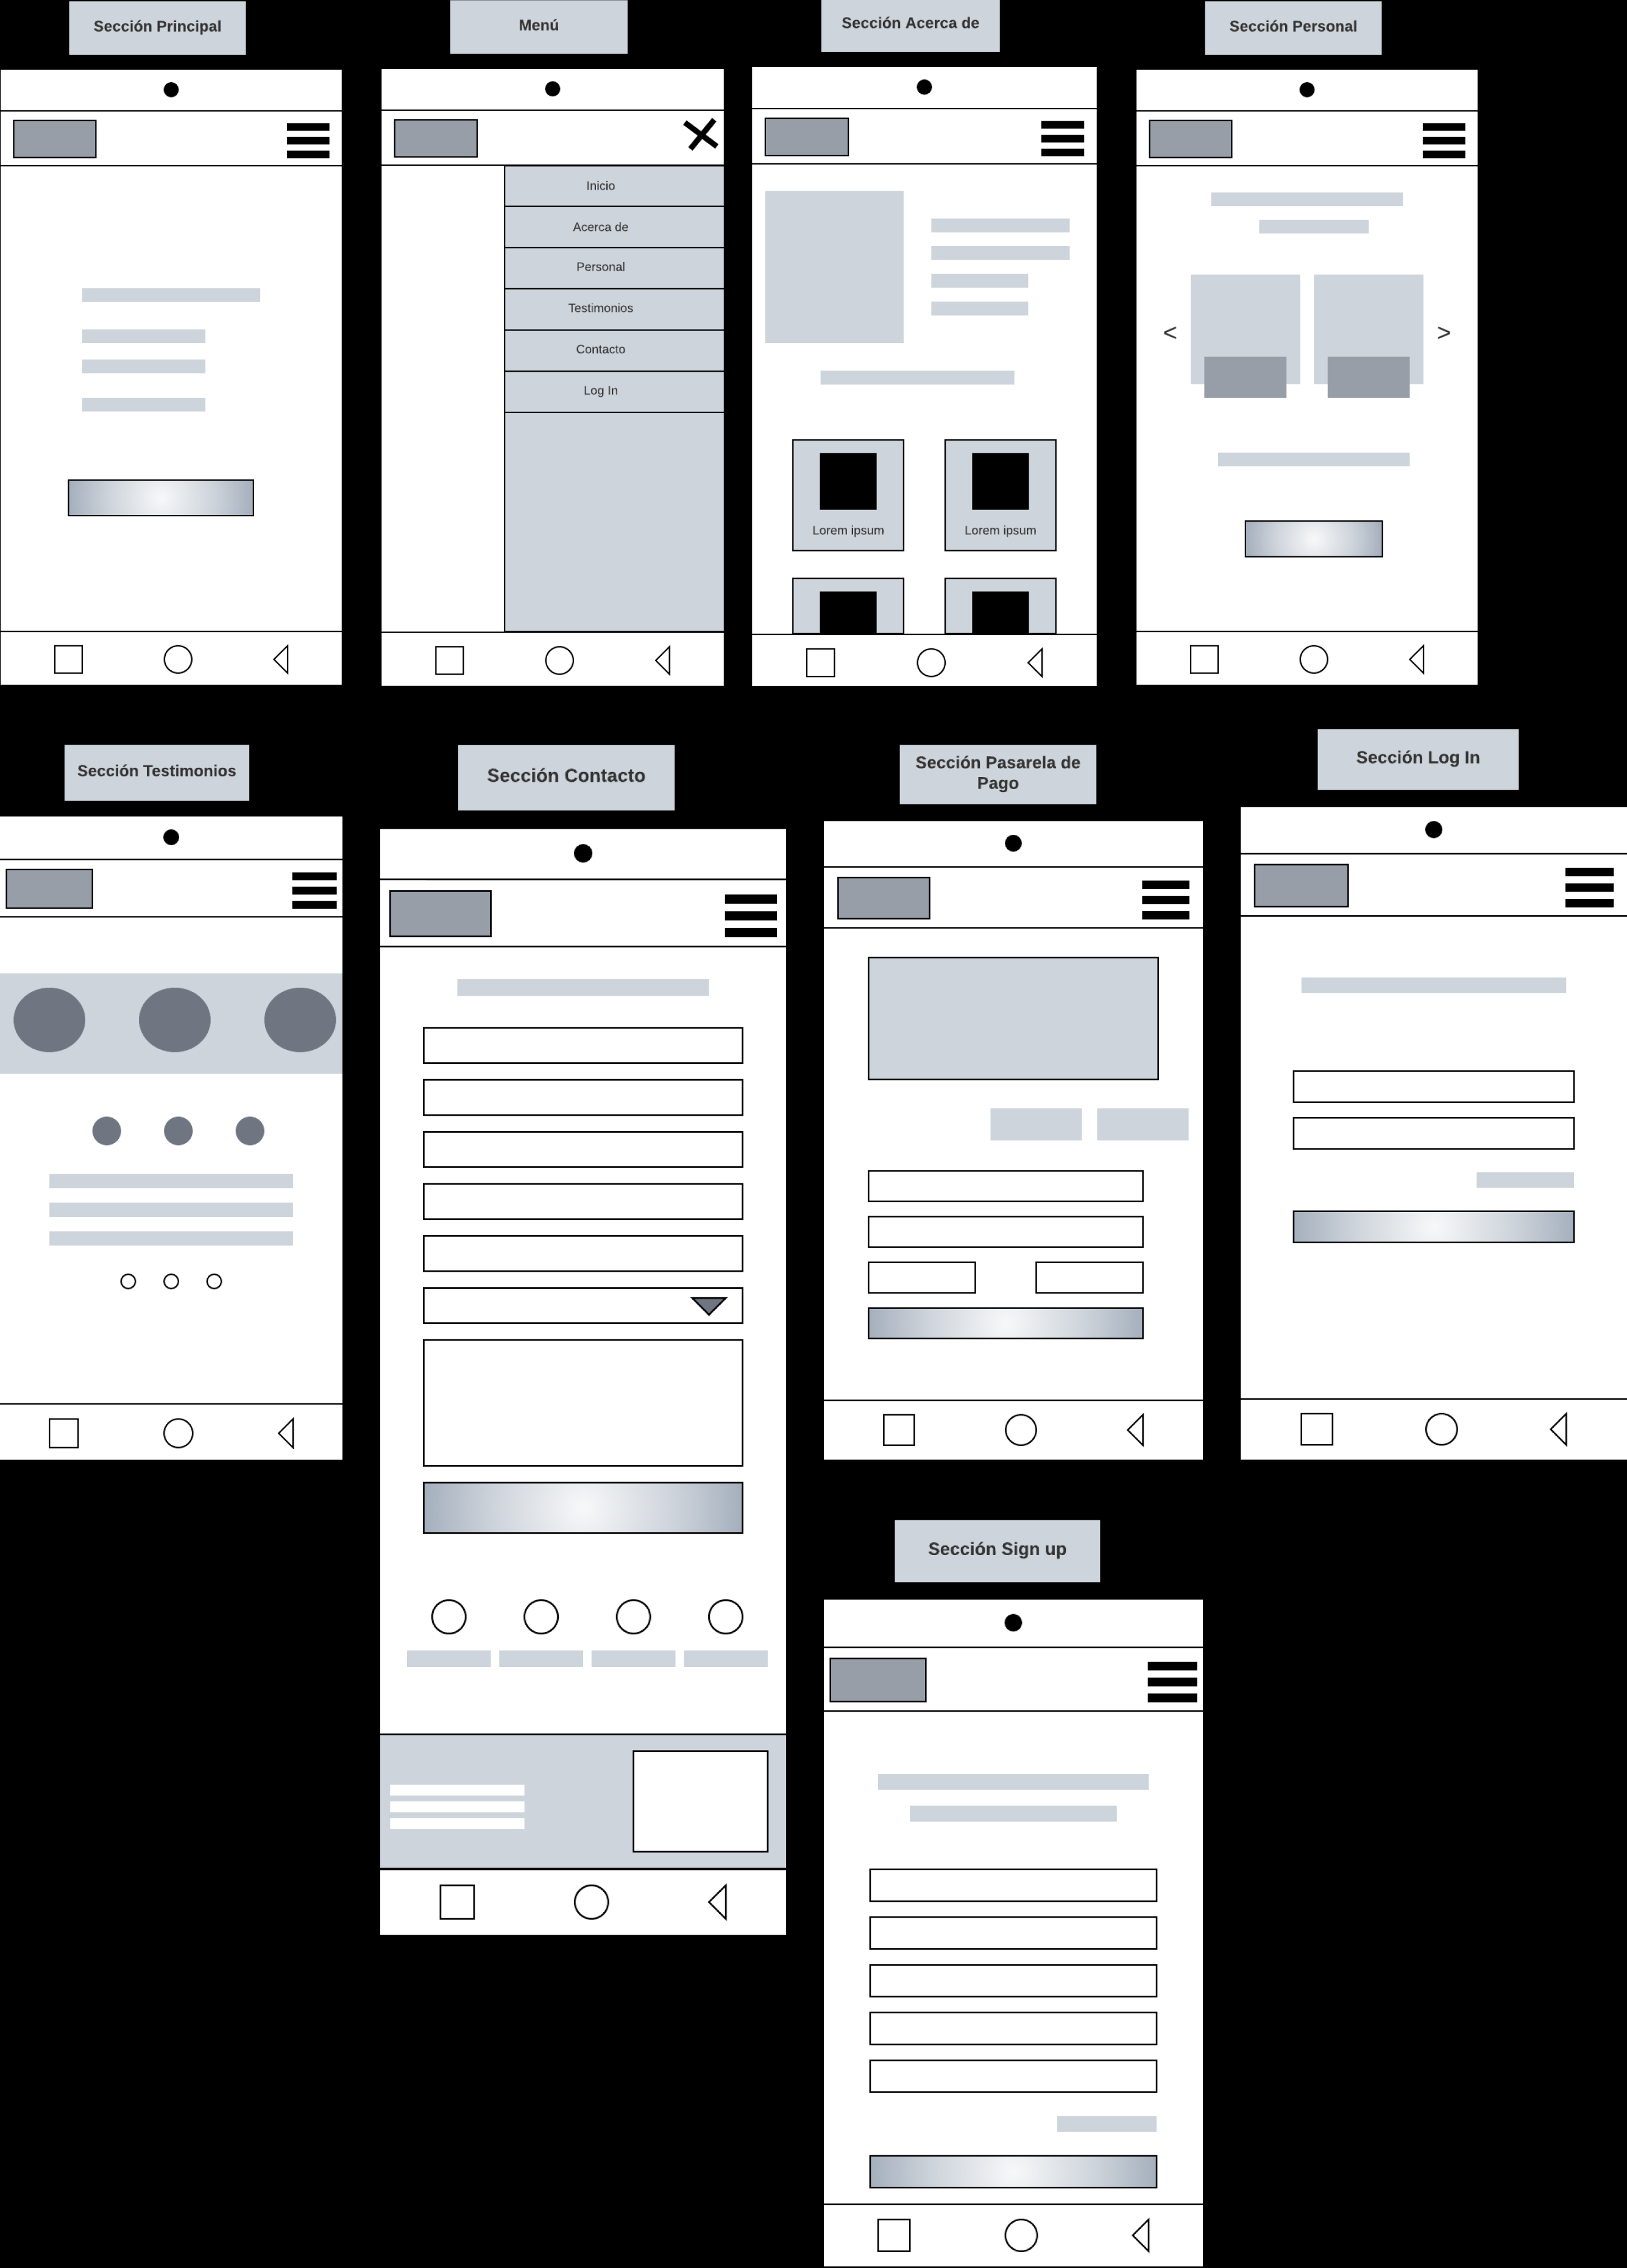 Sección Principal
Menú
Sección Acerca de
Sección Personal
Inicio
Acerca de
Personal
Testimonios
Contacto
Log In
<
>
Lorem ipsum
Lorem ipsum
Sección Testimonios
Sección Contacto
Sección Pasarela de
Pago
Sección Log In
Sección Sign up